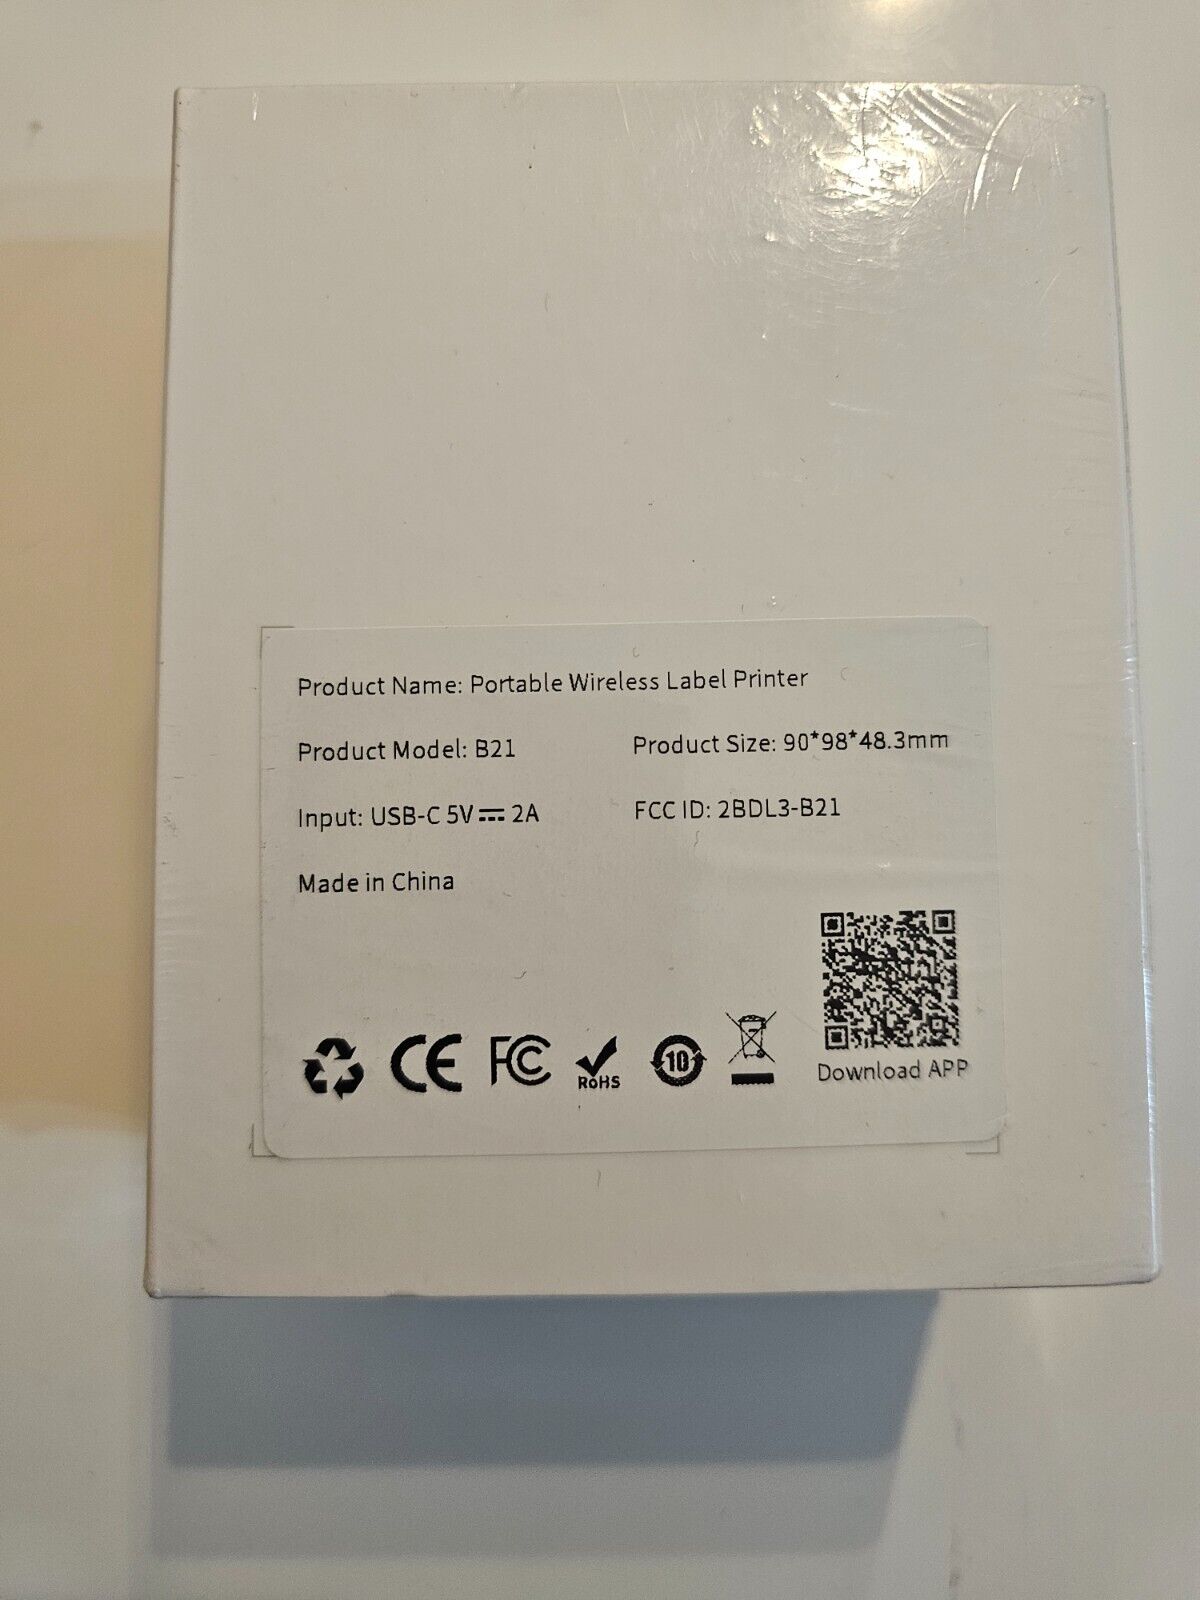 Product Name: Portable Wireless Label Printer
Product Model: B21
Product Size: 90*98*48.3mm
Input: USB-C 5V⎓2A
FCC ID: 2BDL3-B21
Made in China
CE FC RoHS 10
Download APP